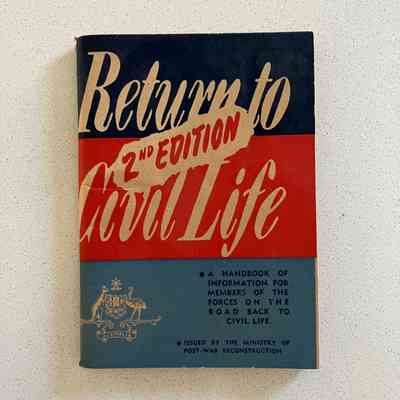 Return to
2ND EDITION
Civil Life
• A HANDBOOK OF
INFORMATION FOR
MEMBERS OF THE
FORCES ON THE
ROAD BACK TO
CIVIL LIFE.
• ISSUED BY THE MINISTRY OF
POST-WAR RECONSTRUCTION